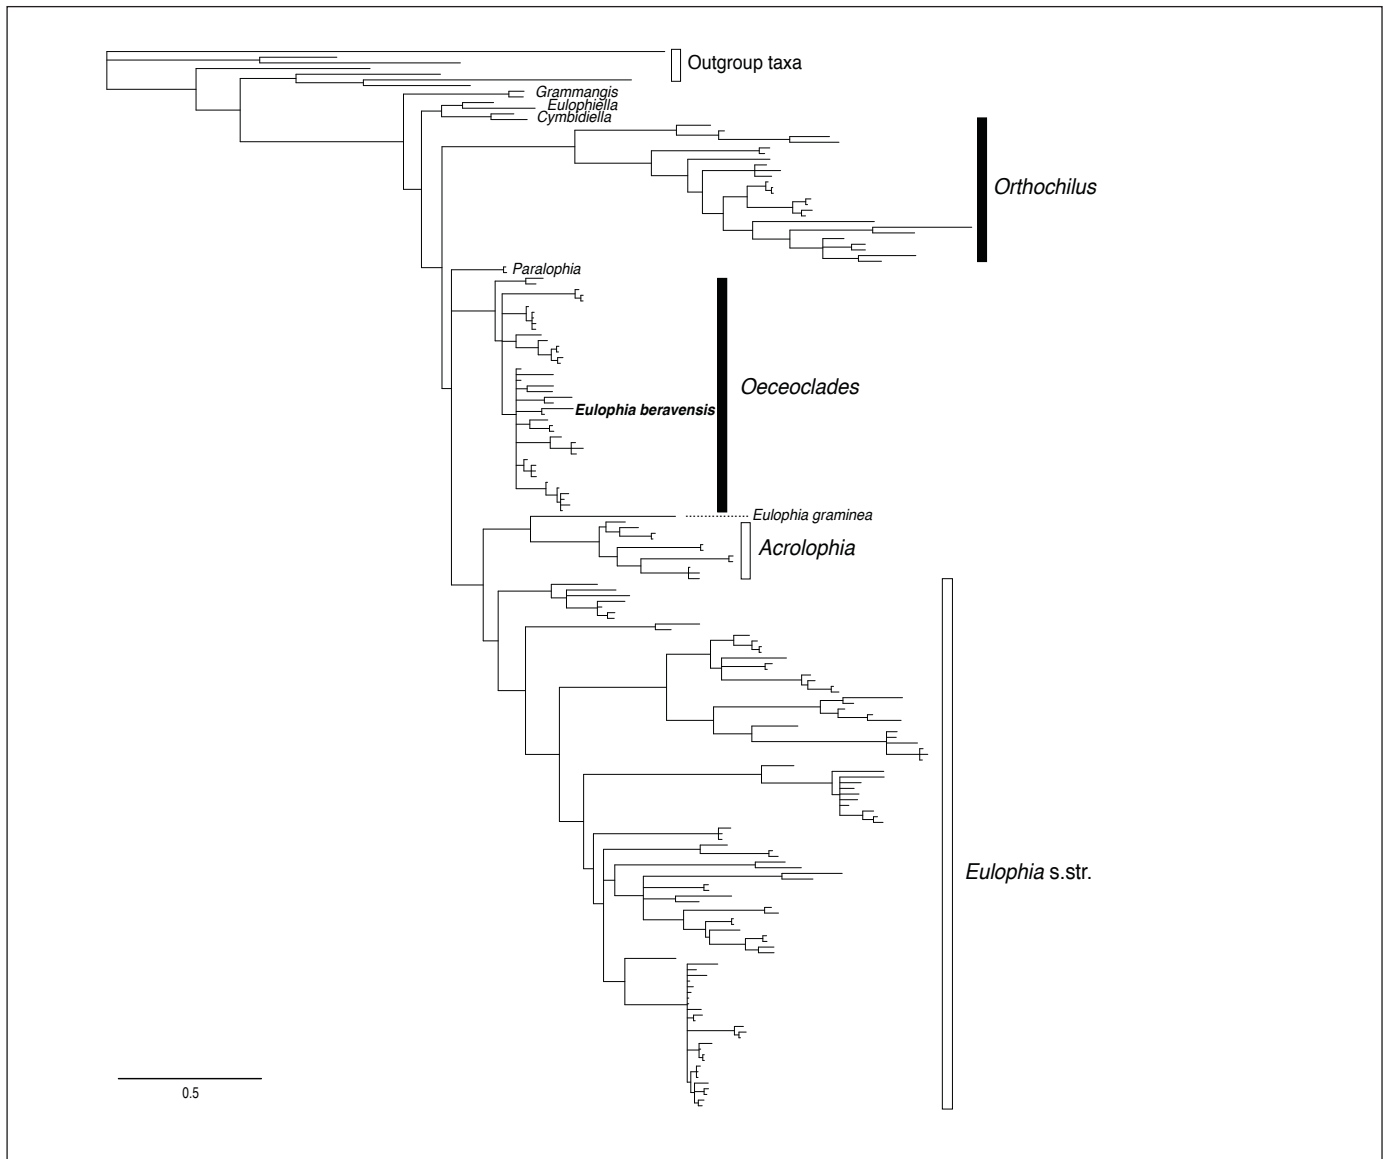 Outgroup taxa
Grammangis
Eulophiella
Cymbidiella
Orthochilus
Paralophia
Oeceoclades
Eulophia beravensis
Eulophia graminea
Acrolophia
Eulophia s.str.
0.5